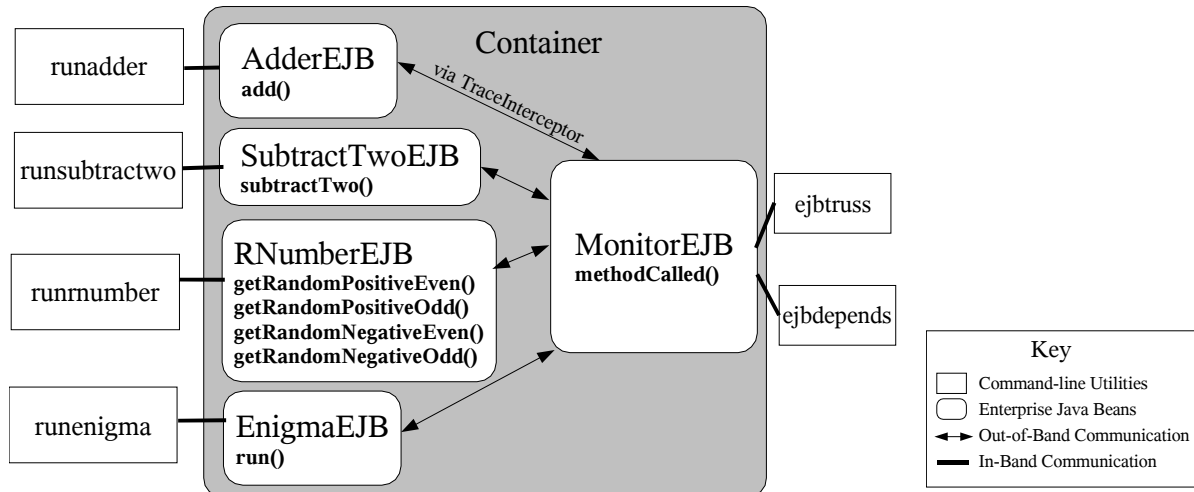 Container
runadder
AdderEJB
add()
via TraceInterceptor
runsubtractwo
SubtractTwoEJB
subtractTwo()
runrnumber
RNumberEJB
getRandomPositiveEven()
getRandomPositiveOdd()
getRandomNegativeEven()
getRandomNegativeOdd()
runenigma
EnigmaEJB
run()
MonitorEJB
methodCalled()
ejbtruss
ejbdepends
Key
Command-line Utilities
Enterprise Java Beans
Out-of-Band Communication
In-Band Communication